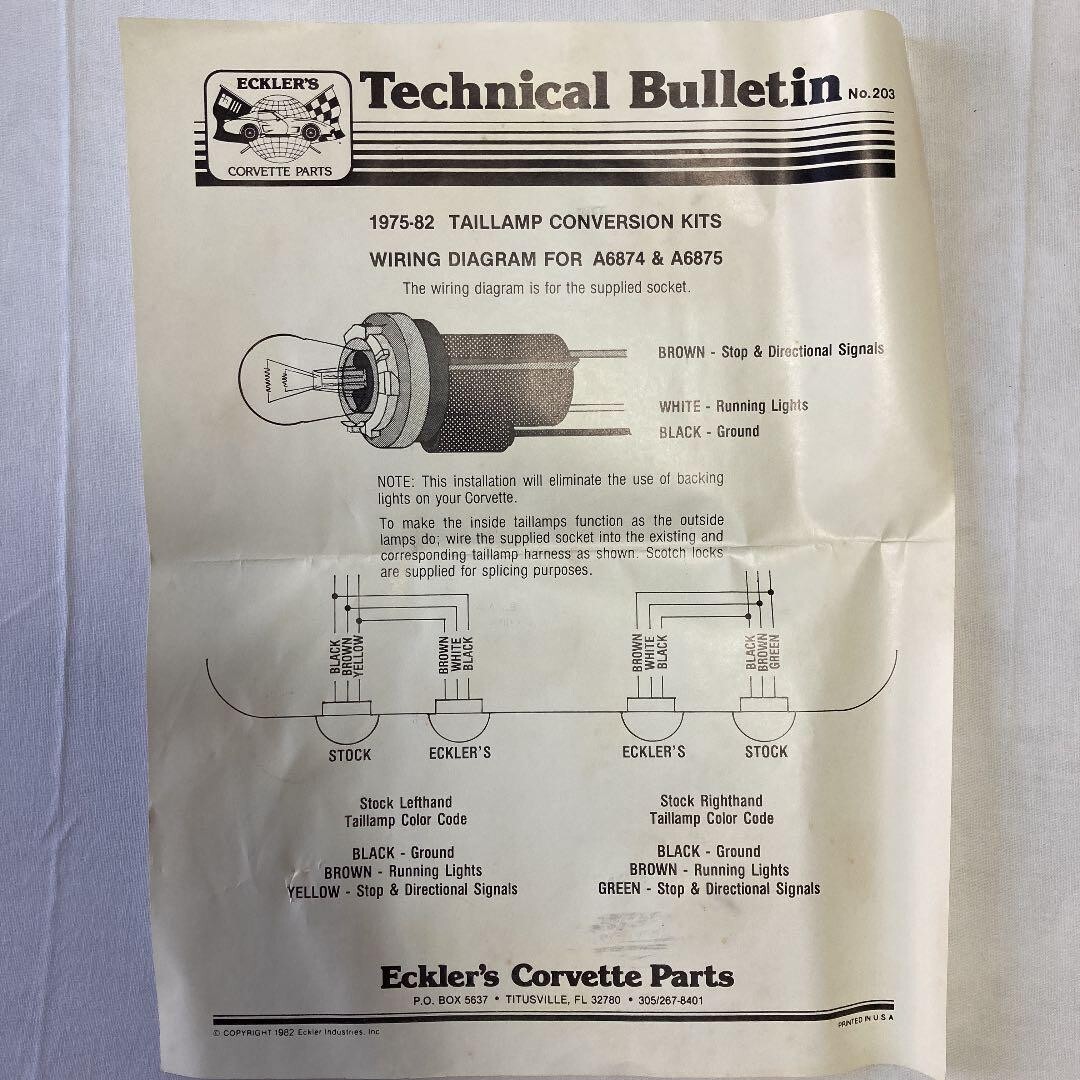 ECKLER'S
CORVETTE PARTS
Technical Bulletin No. 203
1975-82 TAILLAMP CONVERSION KITS
WIRING DIAGRAM FOR A6874 & A6875
The wiring diagram is for the supplied socket.
BROWN - Stop & Directional Signals
WHITE - Running Lights
BLACK - Ground
NOTE: This installation will eliminate the use of backing
lights on your Corvette.
To make the inside taillamps function as the outside
lamps do; wire the supplied socket into the existing and
corresponding taillamp harness as shown. Scotch locks
are supplied for splicing purposes.
BLACK
BROWN
YELLOW
BROWN
WHITE
BLACK
BROWN
WHITE
BLACK
BLACK
BROWN
GREEN
STOCK ECKLER'S ECKLER'S STOCK
Stock Lefthand
Taillamp Color Code
BLACK - Ground
BROWN - Running Lights
YELLOW - Stop & Directional Signals
Stock Righthand
Taillamp Color Code
BLACK - Ground
BROWN - Running Lights
GREEN - Stop & Directional Signals
Eckler's Corvette Parts
P.O. BOX 5637 • TITUSVILLE, FL 32780 • 305/267-8401
© COPYRIGHT 1982 Eckler Industries, Inc
PRINTED IN U S A